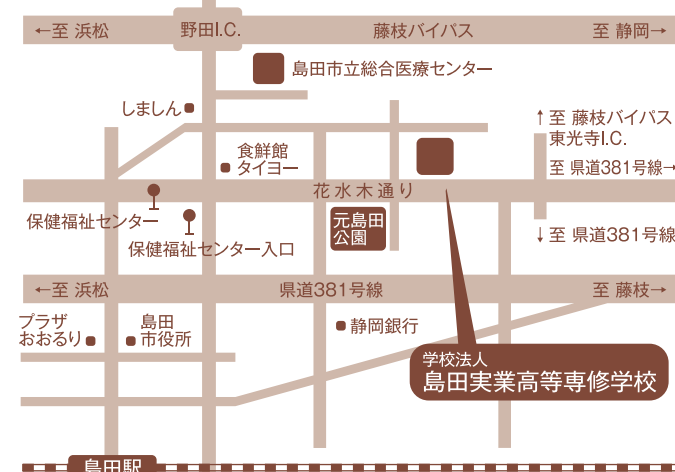 ←至 浜松
野田I.C.
藤枝バイパス
至 静岡→
島田市立総合医療センター
しましん
↑至 藤枝バイパス
東光寺I.C.
食鮮館
タイヨー
至 県道381号線→
花水木通り
保健福祉センター
元島田
公園
↓至 県道381号線
保健福祉センター入口
←至 浜松
県道381号線
至 藤枝→
プラザ
おおるり
島田
市役所
静岡銀行
学校法人
島田実業高等専修学校
島田駅